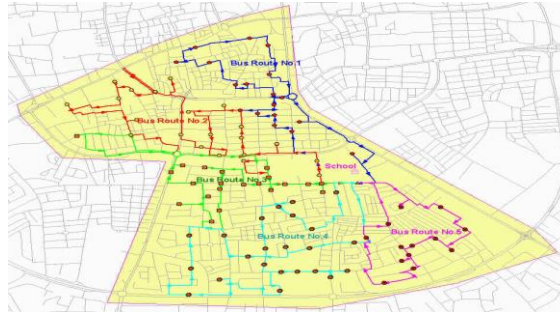 Bus Route No.1
Bus Route No.2
School
Bus Route No.3
Bus Route No.4
Bus Route No.5